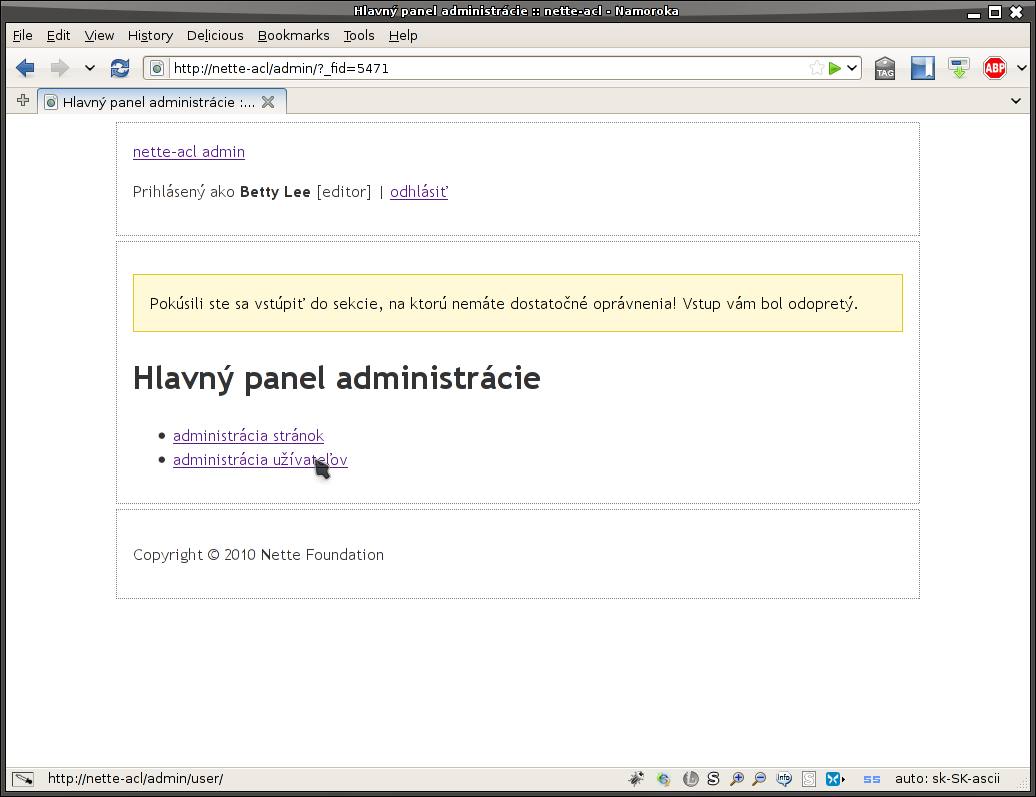 Hlavný panel administrácie :: nette-acl - Namoroka
File Edit View History Delicious Bookmarks Tools Help
http://nette-acl/admin/?_fid=5471
TAG
ABP
Hlavný panel administrácie :...
nette-acl admin
Prihlásený ako Betty Lee [editor] | odhlásiť
Pokúsili ste sa vstúpiť do sekcie, na ktorú nemáte dostatočné oprávnenia! Vstup vám bol odopretý.
Hlavný panel administrácie
administrácia stránok
administrácia užívateľov
Copyright © 2010 Nette Foundation
http://nette-acl/admin/user/
auto: sk-SK-ascii